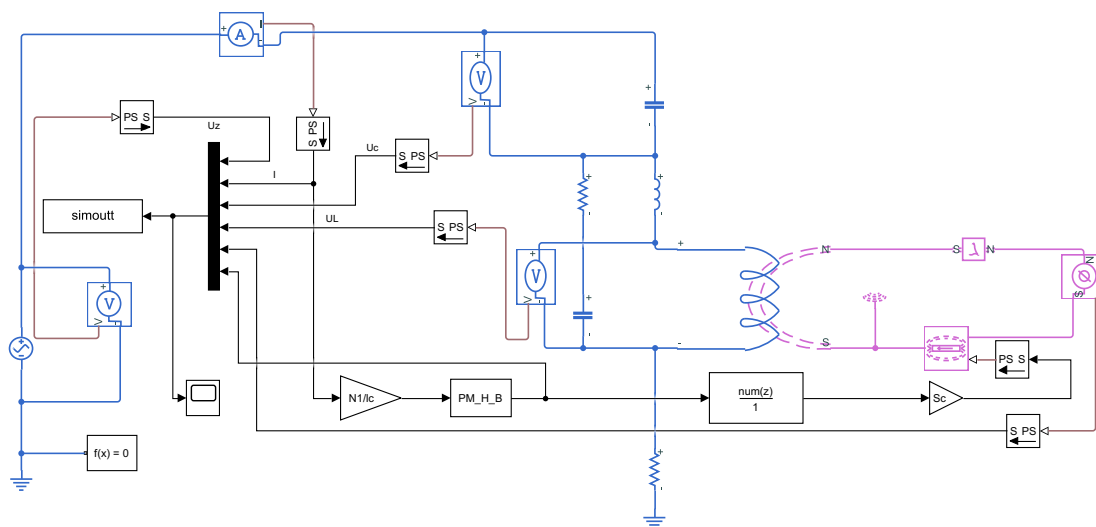 + A I -
PS S
Uz
S PS
+ V V -
+
-
Uc
S PS
I
simoutt
UL
S PS
+
-
+
-
+ V V -
+
-
+
-
+ V V -
N
S
S
N
N
S
PS S
N1/lc
PM_H_B
num(z)
1
Sc
S PS
f(x) = 0
+
-